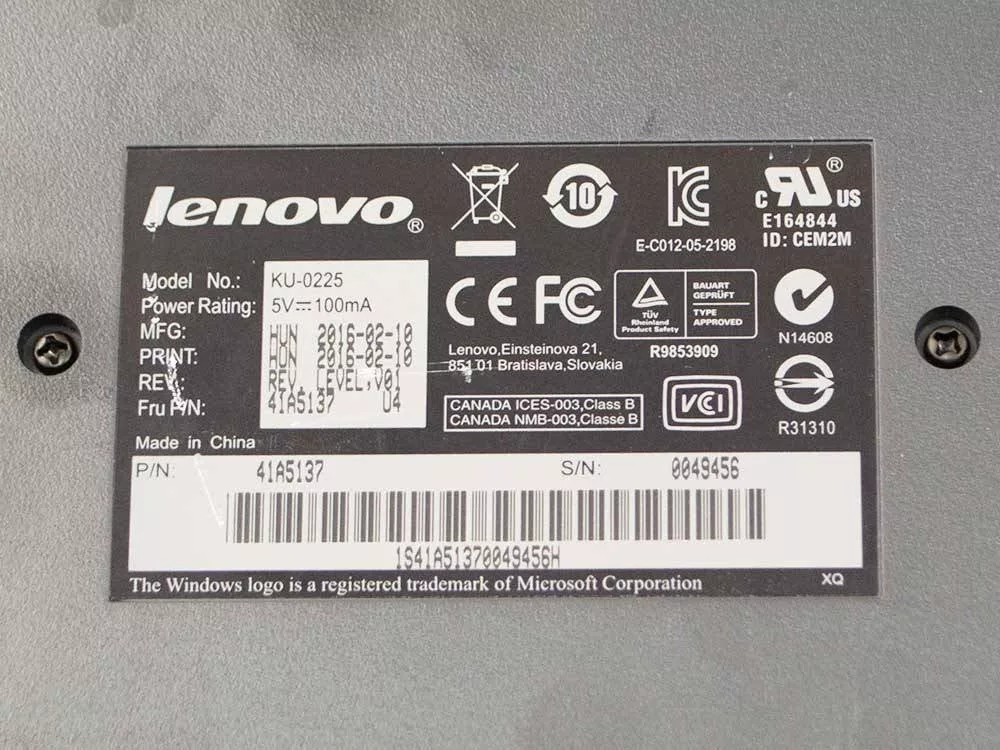 lenovo®
10
E-C012-05-2198
C RU® US
E164844
ID: CEM2M
Model No.: KU-0225
Power Rating: 5V⎓100mA
MFG: HUN 2016-02-10
PRINT: HUN 2016-02-10
REV.: REV. LEVEL,V01
Fru P/N: 41A5137 U4
Made in China
CE FCC
TÜV
Rheinland
Product Safety
BAUART
GEPRÜFT
TYPE
APPROVED
R9853909
N14608
Lenovo,Einsteinova 21,
851 01 Bratislava,Slovakia
CANADA ICES-003,Class B
CANADA NMB-003,Classe B
VCI
R31310
P/N: 41A5137 S/N: 0049456
1S41A51370049456H
The Windows logo is a registered trademark of Microsoft Corporation XQ